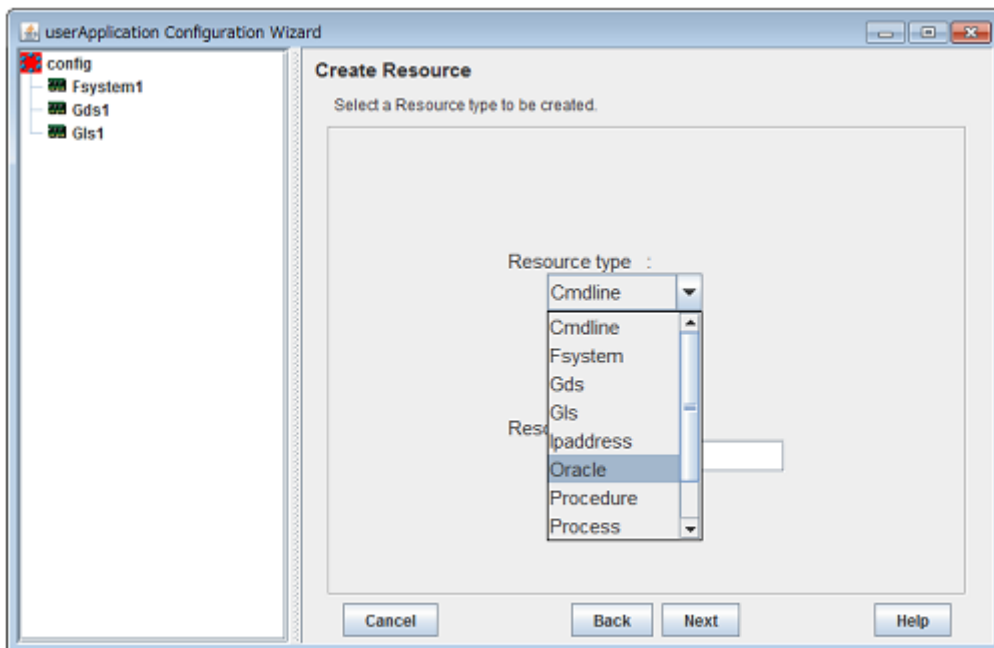 userApplication Configuration Wizard
config
Fsystem1
Gds1
Gls1
Create Resource
Select a Resource type to be created.
Resource type :
Cmdline
Cmdline
Fsystem
Gds
Gls
Ipaddress
Oracle
Procedure
Process
Cancel
Back
Next
Help